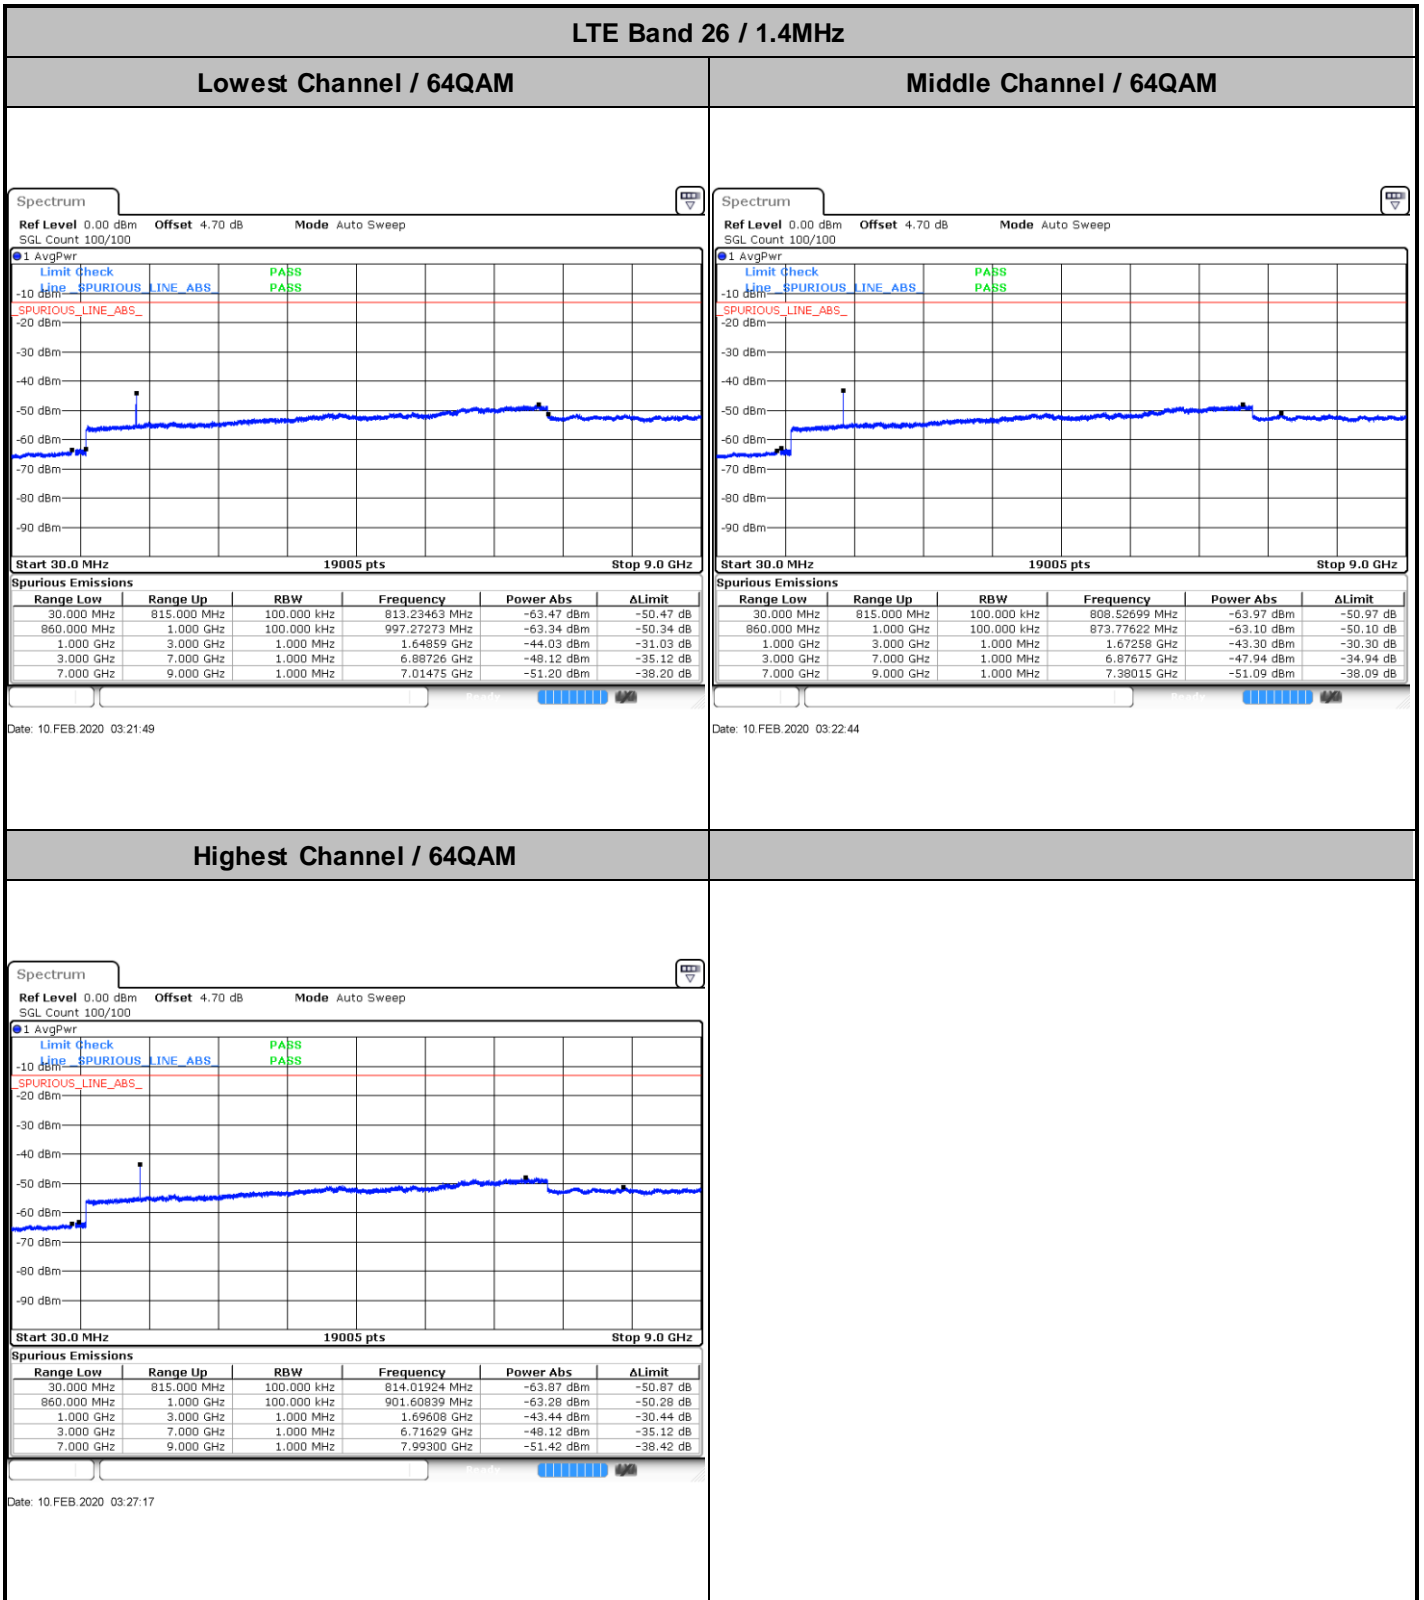 LTE Band 26 / 1.4MHz
Lowest Channel / 64QAM
Middle Channel / 64QAM
Spectrum
Ref Level 0.00 dBm Offset 4.70 dB Mode Auto Sweep
SGL Count 100/100
1 AvgPwr
Limit Check PASS
-10 dBm Line _SPURIOUS_LINE_ABS_ PASS
_SPURIOUS_LINE_ABS_
-20 dBm
-30 dBm
-40 dBm
-50 dBm
-60 dBm
-70 dBm
-80 dBm
-90 dBm
Start 30.0 MHz 19005 pts Stop 9.0 GHz
Spurious Emissions
Range Low Range Up RBW Frequency Power Abs ΔLimit
30.000 MHz 815.000 MHz 100.000 kHz 813.23463 MHz -63.47 dBm -50.47 dB
860.000 MHz 1.000 GHz 100.000 kHz 997.27273 MHz -63.34 dBm -50.34 dB
1.000 GHz 3.000 GHz 1.000 MHz 1.64859 GHz -44.03 dBm -31.03 dB
3.000 GHz 7.000 GHz 1.000 MHz 6.88726 GHz -48.12 dBm -35.12 dB
7.000 GHz 9.000 GHz 1.000 MHz 7.01475 GHz -51.20 dBm -38.20 dB
Date: 10.FEB.2020 03:21:49
Spectrum
Ref Level 0.00 dBm Offset 4.70 dB Mode Auto Sweep
SGL Count 100/100
1 AvgPwr
Limit Check PASS
-10 dBm Line _SPURIOUS_LINE_ABS_ PASS
_SPURIOUS_LINE_ABS_
-20 dBm
-30 dBm
-40 dBm
-50 dBm
-60 dBm
-70 dBm
-80 dBm
-90 dBm
Start 30.0 MHz 19005 pts Stop 9.0 GHz
Spurious Emissions
Range Low Range Up RBW Frequency Power Abs ΔLimit
30.000 MHz 815.000 MHz 100.000 kHz 808.52699 MHz -63.97 dBm -50.97 dB
860.000 MHz 1.000 GHz 100.000 kHz 873.77622 MHz -63.10 dBm -50.10 dB
1.000 GHz 3.000 GHz 1.000 MHz 1.67258 GHz -43.30 dBm -30.30 dB
3.000 GHz 7.000 GHz 1.000 MHz 6.87677 GHz -47.94 dBm -34.94 dB
7.000 GHz 9.000 GHz 1.000 MHz 7.38015 GHz -51.09 dBm -38.09 dB
Date: 10.FEB.2020 03:22:44
Highest Channel / 64QAM
Spectrum
Ref Level 0.00 dBm Offset 4.70 dB Mode Auto Sweep
SGL Count 100/100
1 AvgPwr
Limit Check PASS
-10 dBm Line _SPURIOUS_LINE_ABS_ PASS
_SPURIOUS_LINE_ABS_
-20 dBm
-30 dBm
-40 dBm
-50 dBm
-60 dBm
-70 dBm
-80 dBm
-90 dBm
Start 30.0 MHz 19005 pts Stop 9.0 GHz
Spurious Emissions
Range Low Range Up RBW Frequency Power Abs ΔLimit
30.000 MHz 815.000 MHz 100.000 kHz 814.01924 MHz -63.87 dBm -50.87 dB
860.000 MHz 1.000 GHz 100.000 kHz 901.60839 MHz -63.28 dBm -50.28 dB
1.000 GHz 3.000 GHz 1.000 MHz 1.69608 GHz -43.44 dBm -30.44 dB
3.000 GHz 7.000 GHz 1.000 MHz 6.71629 GHz -48.12 dBm -35.12 dB
7.000 GHz 9.000 GHz 1.000 MHz 7.99300 GHz -51.42 dBm -38.42 dB
Date: 10.FEB.2020 03:27:17